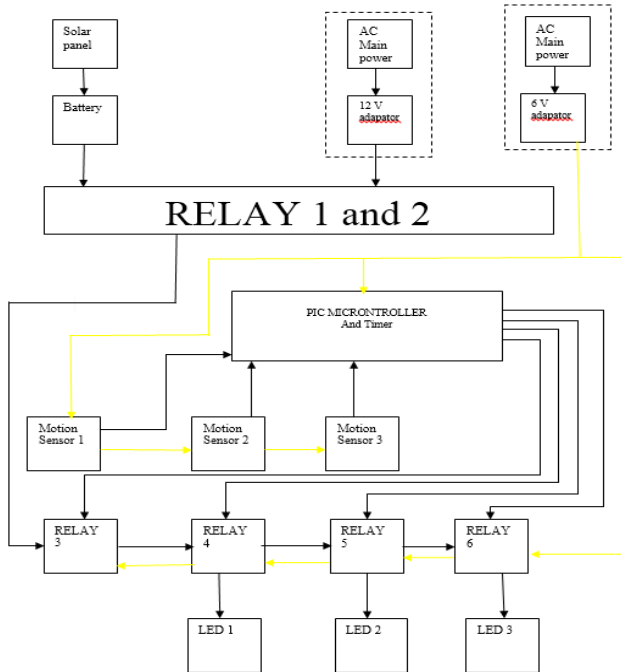 Solar
panel
AC
Main
power
AC
Main
power
Battery
12 V
adapator
6 V
adapator
RELAY 1 and 2
PIC MICRONTROLLER
And Timer
Motion
Sensor 1
Motion
Sensor 2
Motion
Sensor 3
RELAY
3
RELAY
4
RELAY
5
RELAY
6
LED 1
LED 2
LED 3